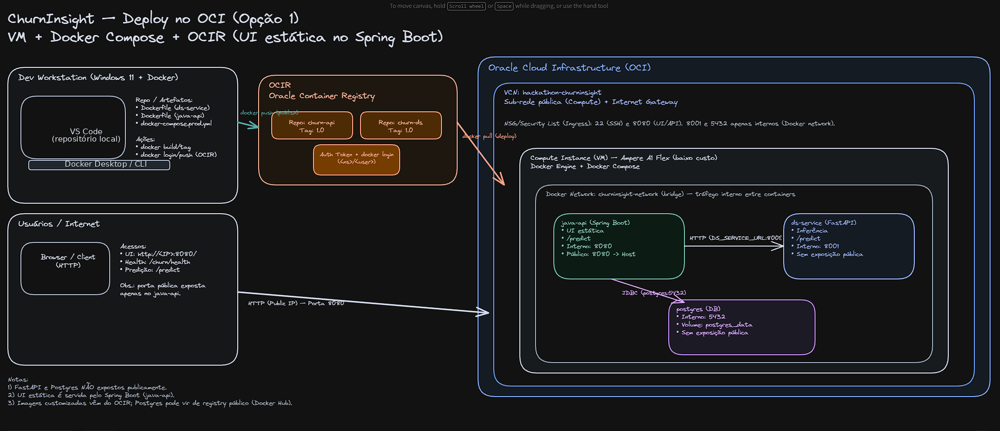 To move canvas, hold Scroll wheel or Space while dragging, or use the hand tool
ChurnInsight — Deploy no OCI (Opção 1)
VM + Docker Compose + OCIR (UI estática no Spring Boot)
Dev Workstation (Windows 11 + Docker)
VS Code
(repositório local)
Docker Desktop / CLI
Repo / Artefatos:
• Dockerfile (ds-service)
• Dockerfile (java-api)
• docker-compose.prod.yml
Ações:
• docker build/tag
• docker login/push (OCIR)
docker push (publish)
OCIR
Oracle Container Registry
Repo: churn-api
Tag: 1.0
Repo: churn-ds
Tag: 1.0
Auth Token + docker login
(<ns>/<user>)
docker pull (deploy)
Oracle Cloud Infrastructure (OCI)
VCN: hackathon-churninsight
Sub-rede pública (Compute) + Internet Gateway
NSG/Security List (Ingress): 22 (SSH) e 8080 (UI/API). 8001 e 5432 apenas internos (Docker network).
Compute Instance (VM) — Ampere A1 Flex (baixo custo)
Docker Engine + Docker Compose
Docker Network: churninsight-network (bridge) — tráfego interno entre containers
java-api (Spring Boot)
• UI estática
• /predict
• Interno: 8080
• Público: 8080 -> Host
HTTP (DS_SERVICE_URL:8001)
ds-service (FastAPI)
• Inferência
• /predict
• Interno: 8001
• Sem exposição pública
JDBC (postgres:5432)
postgres (DB)
• Interno: 5432
• Volume: postgres_data
• Sem exposição pública
Usuários / Internet
Browser / Client
(HTTP)
Acessos:
• UI: http://<IP>:8080/
• Health: /churn/health
• Predição: /predict
Obs.: porta pública exposta
apenas no java-api.
HTTP (Public IP) — Porta 8080
Notas:
1) FastAPI e Postgres NÃO expostos publicamente.
2) UI estática é servida pelo Spring Boot (java-api).
3) Imagens customizadas vêm do OCIR; Postgres pode vir de registry público (Docker Hub).